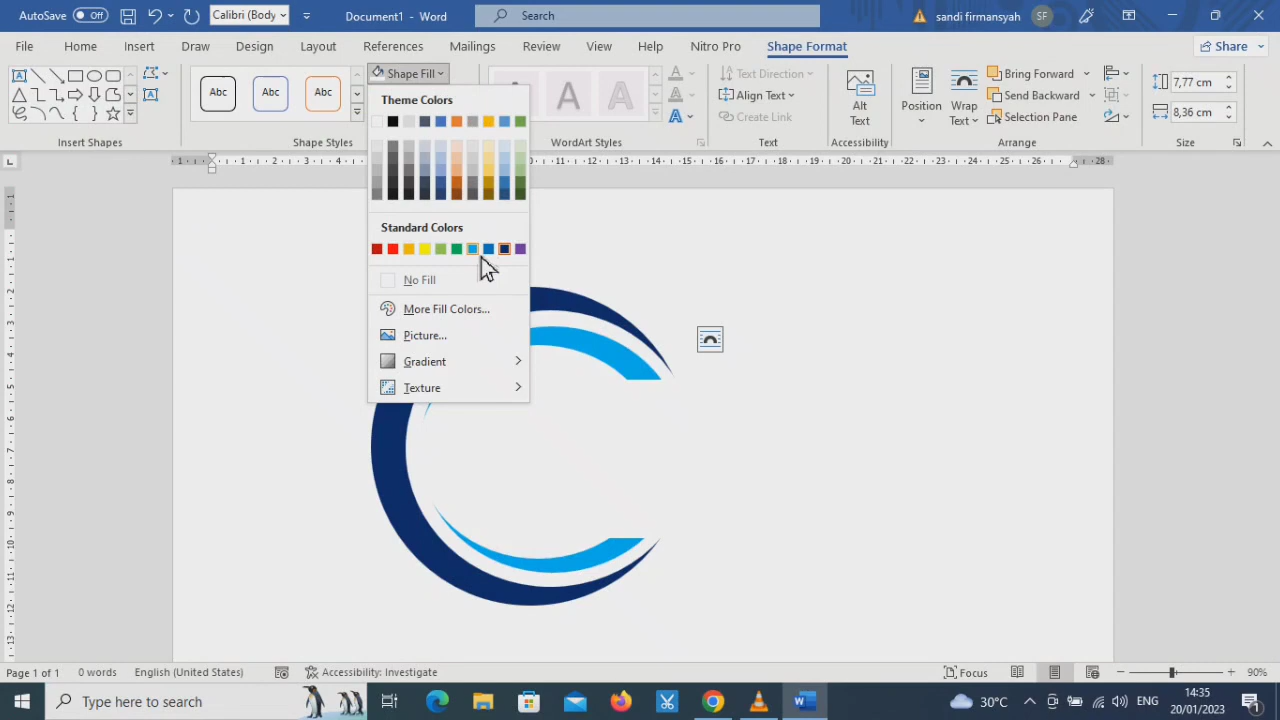 AutoSave Off Calibri (Body Document1 - Word Search sandi firmansyah SF
File Home Insert Draw Design Layout References Mailings Review View Help Nitro Pro Shape Format Share
Abc Abc Abc Shape Fill A A A Text Direction Align Text Create Link Alt Text Position Wrap Text Bring Forward Send Backward Selection Pane 7,77 cm 8,36 cm
Insert Shapes Shape Styles WordArt Styles Text Accessibility Arrange Size
Theme Colors
Standard Colors
No Fill
More Fill Colors...
Picture...
Gradient
Texture
Page 1 of 1 0 words English (United States) Accessibility: Investigate Focus 90%
Type here to search 30°C ENG 14:35 20/01/2023 1